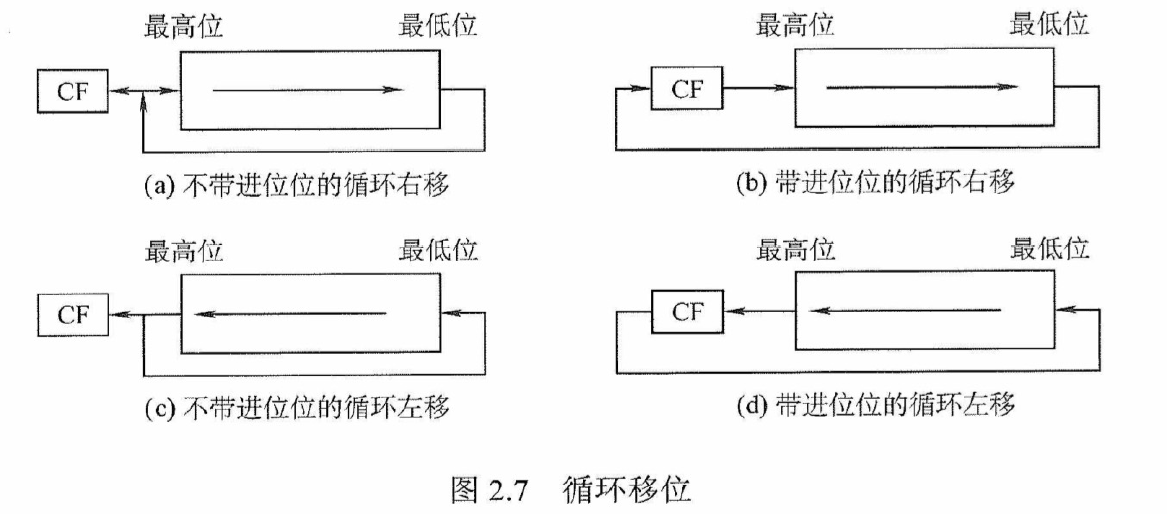 最高位 最低位 最高位 最低位
CF CF
(a) 不带进位位的循环右移 (b) 带进位位的循环右移
最高位 最低位 最高位 最低位
CF CF
(c) 不带进位位的循环左移 (d) 带进位位的循环左移
图 2.7 循环移位